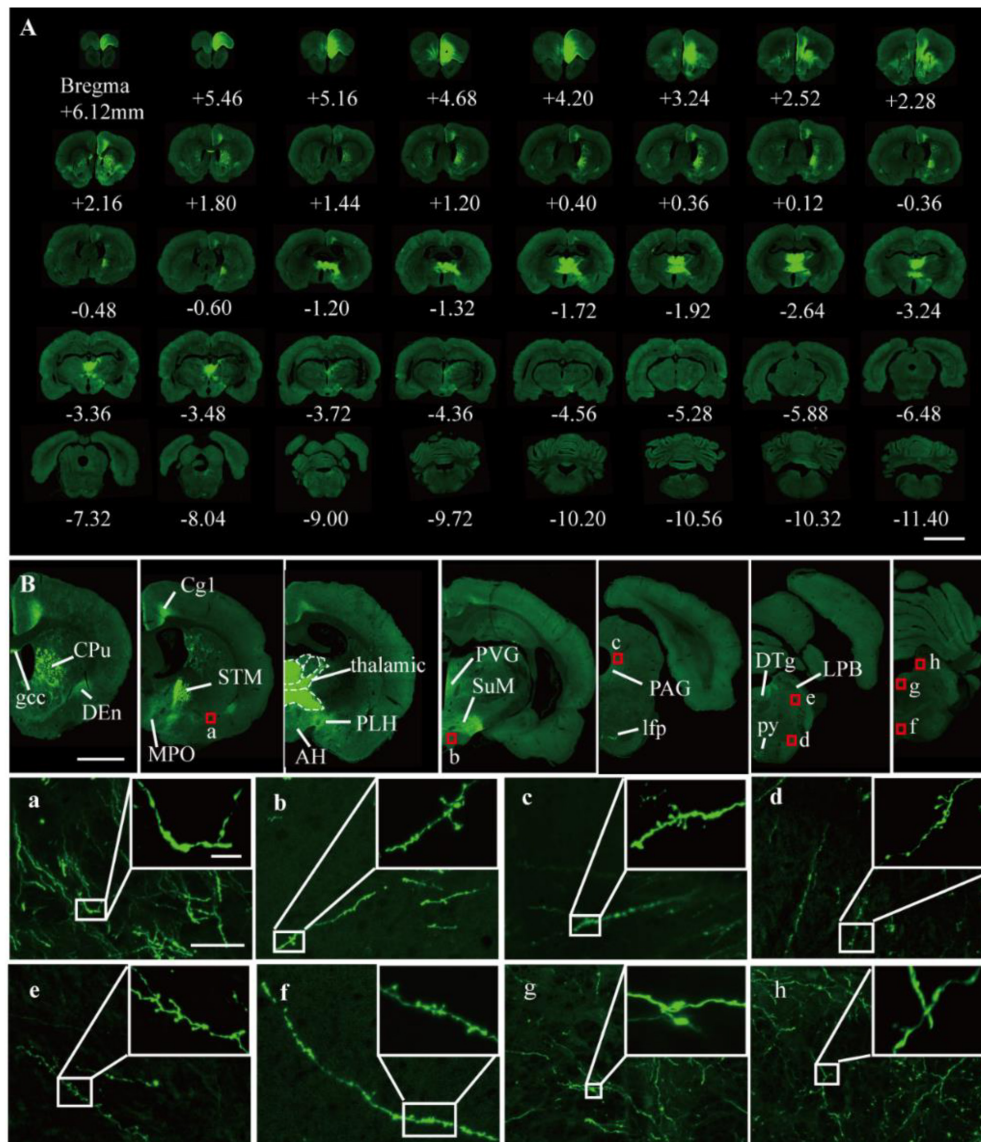 A
Bregma
+6.12mm
+5.46
+5.16
+4.68
+4.20
+3.24
+2.52
+2.28
+2.16
+1.80
+1.44
+1.20
+0.40
+0.36
+0.12
-0.36
-0.48
-0.60
-1.20
-1.32
-1.72
-1.92
-2.64
-3.24
-3.36
-3.48
-3.72
-4.36
-4.56
-5.28
-5.88
-6.48
-7.32
-8.04
-9.00
-9.72
-10.20
-10.56
-10.32
-11.40
B
CPu
gcc
DEn
Cg1
STM
a
MPO
thalamic
PLH
AH
PVG
SuM
b
c
PAG
lfp
DTg
LPB
e
py
d
h
g
f
a
b
c
d
e
f
g
h